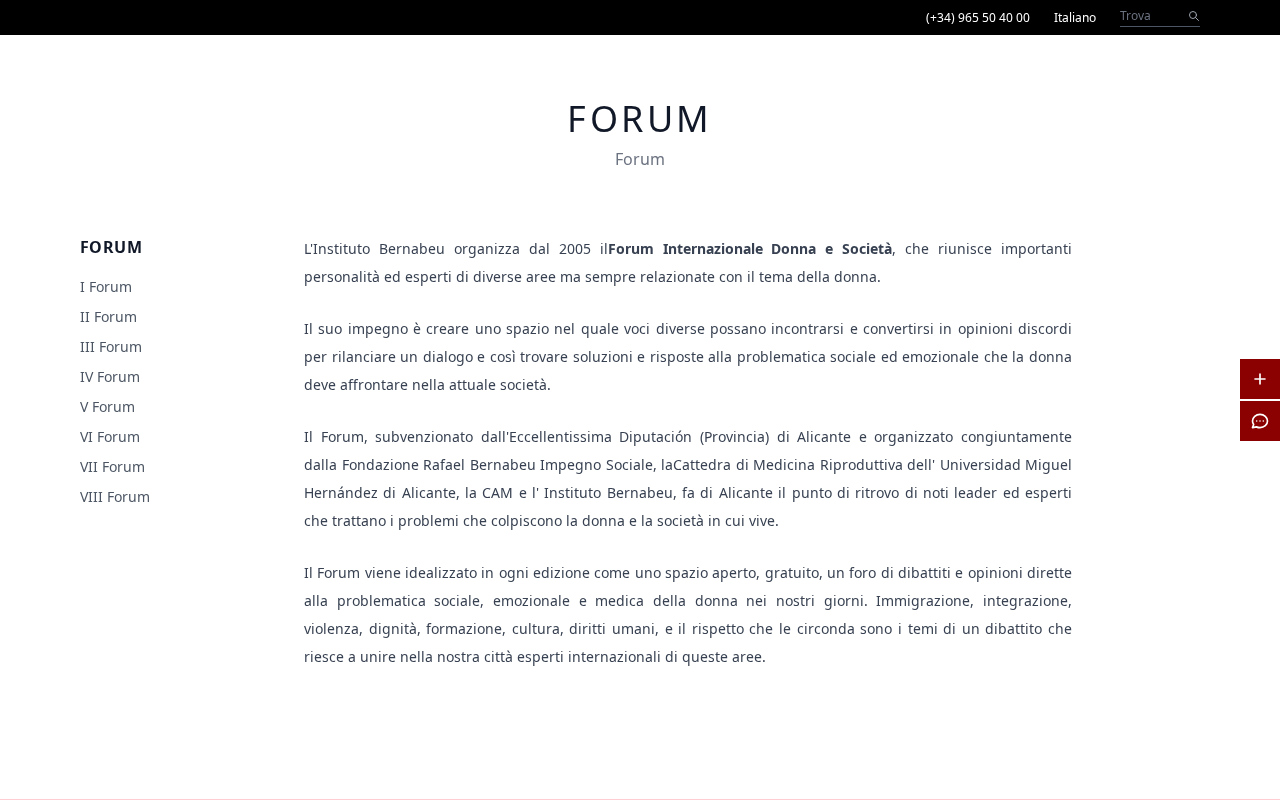 (+34) 965 50 40 00
Italiano
Trova
FORUM
Forum
FORUM
I Forum
II Forum
III Forum
IV Forum
V Forum
VI Forum
VII Forum
VIII Forum
L'Instituto Bernabeu organizza dal 2005 ilForum Internazionale Donna e Società, che riunisce importanti
personalità ed esperti di diverse aree ma sempre relazionate con il tema della donna.
Il suo impegno è creare uno spazio nel quale voci diverse possano incontrarsi e convertirsi in opinioni discordi
per rilanciare un dialogo e così trovare soluzioni e risposte alla problematica sociale ed emozionale che la donna
deve affrontare nella attuale società.
Il Forum, subvenzionato dall'Eccellentissima Diputación (Provincia) di Alicante e organizzato congiuntamente
dalla Fondazione Rafael Bernabeu Impegno Sociale, laCattedra di Medicina Riproduttiva dell' Universidad Miguel
Hernández di Alicante, la CAM e l' Instituto Bernabeu, fa di Alicante il punto di ritrovo di noti leader ed esperti
che trattano i problemi che colpiscono la donna e la società in cui vive.
Il Forum viene idealizzato in ogni edizione come uno spazio aperto, gratuito, un foro di dibattiti e opinioni dirette
alla problematica sociale, emozionale e medica della donna nei nostri giorni. Immigrazione, integrazione,
violenza, dignità, formazione, cultura, diritti umani, e il rispetto che le circonda sono i temi di un dibattito che
riesce a unire nella nostra città esperti internazionali di queste aree.